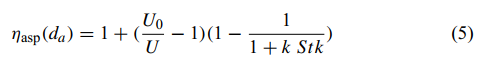 η_asp(d_a) = 1 + (U_0/U − 1)(1 − 1/(1 + k Stk)) (5)